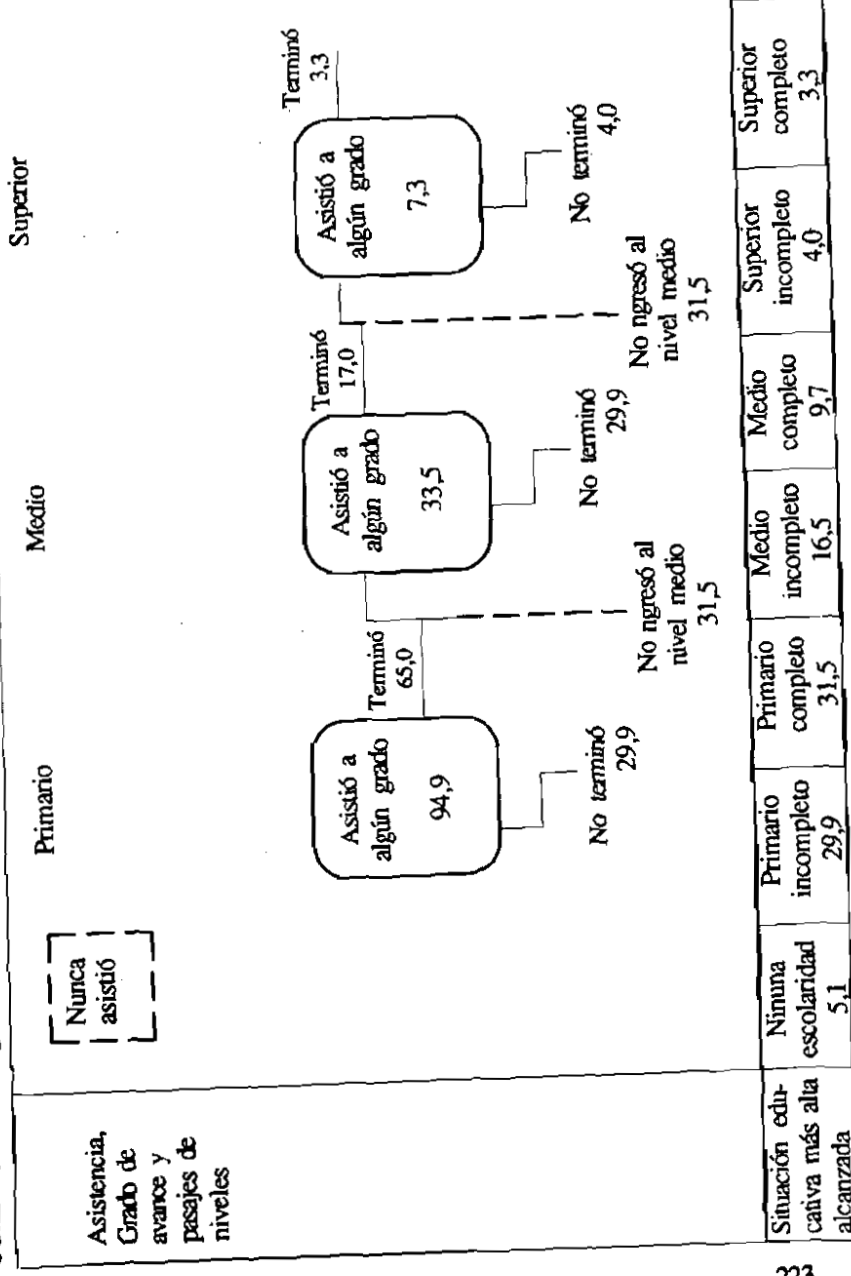 Primario
Medio
Superior
Asistencia,
Grado de
avance y
pasajes de
niveles
Nunca
asistió
Asistió a
algún grado
94,9
Terminó
65,0
No terminó
29,9
No ngresó al
nivel medio
31,5
Asistió a
algún grado
33,5
Terminó
17,0
No terminó
29,9
No ngresó al
nivel medio
31,5
Asistió a
algún grado
7,3
Terminó
3,3
No terminó
4,0
Situación edu-
cativa más alta
alcanzada
Ninuna
escolaridad
5,1
Primario
incompleto
29,9
Primario
completo
31,5
Medio
incompleto
16,5
Medio
completo
9,7
Superior
incompleto
4,0
Superior
completo
3,3